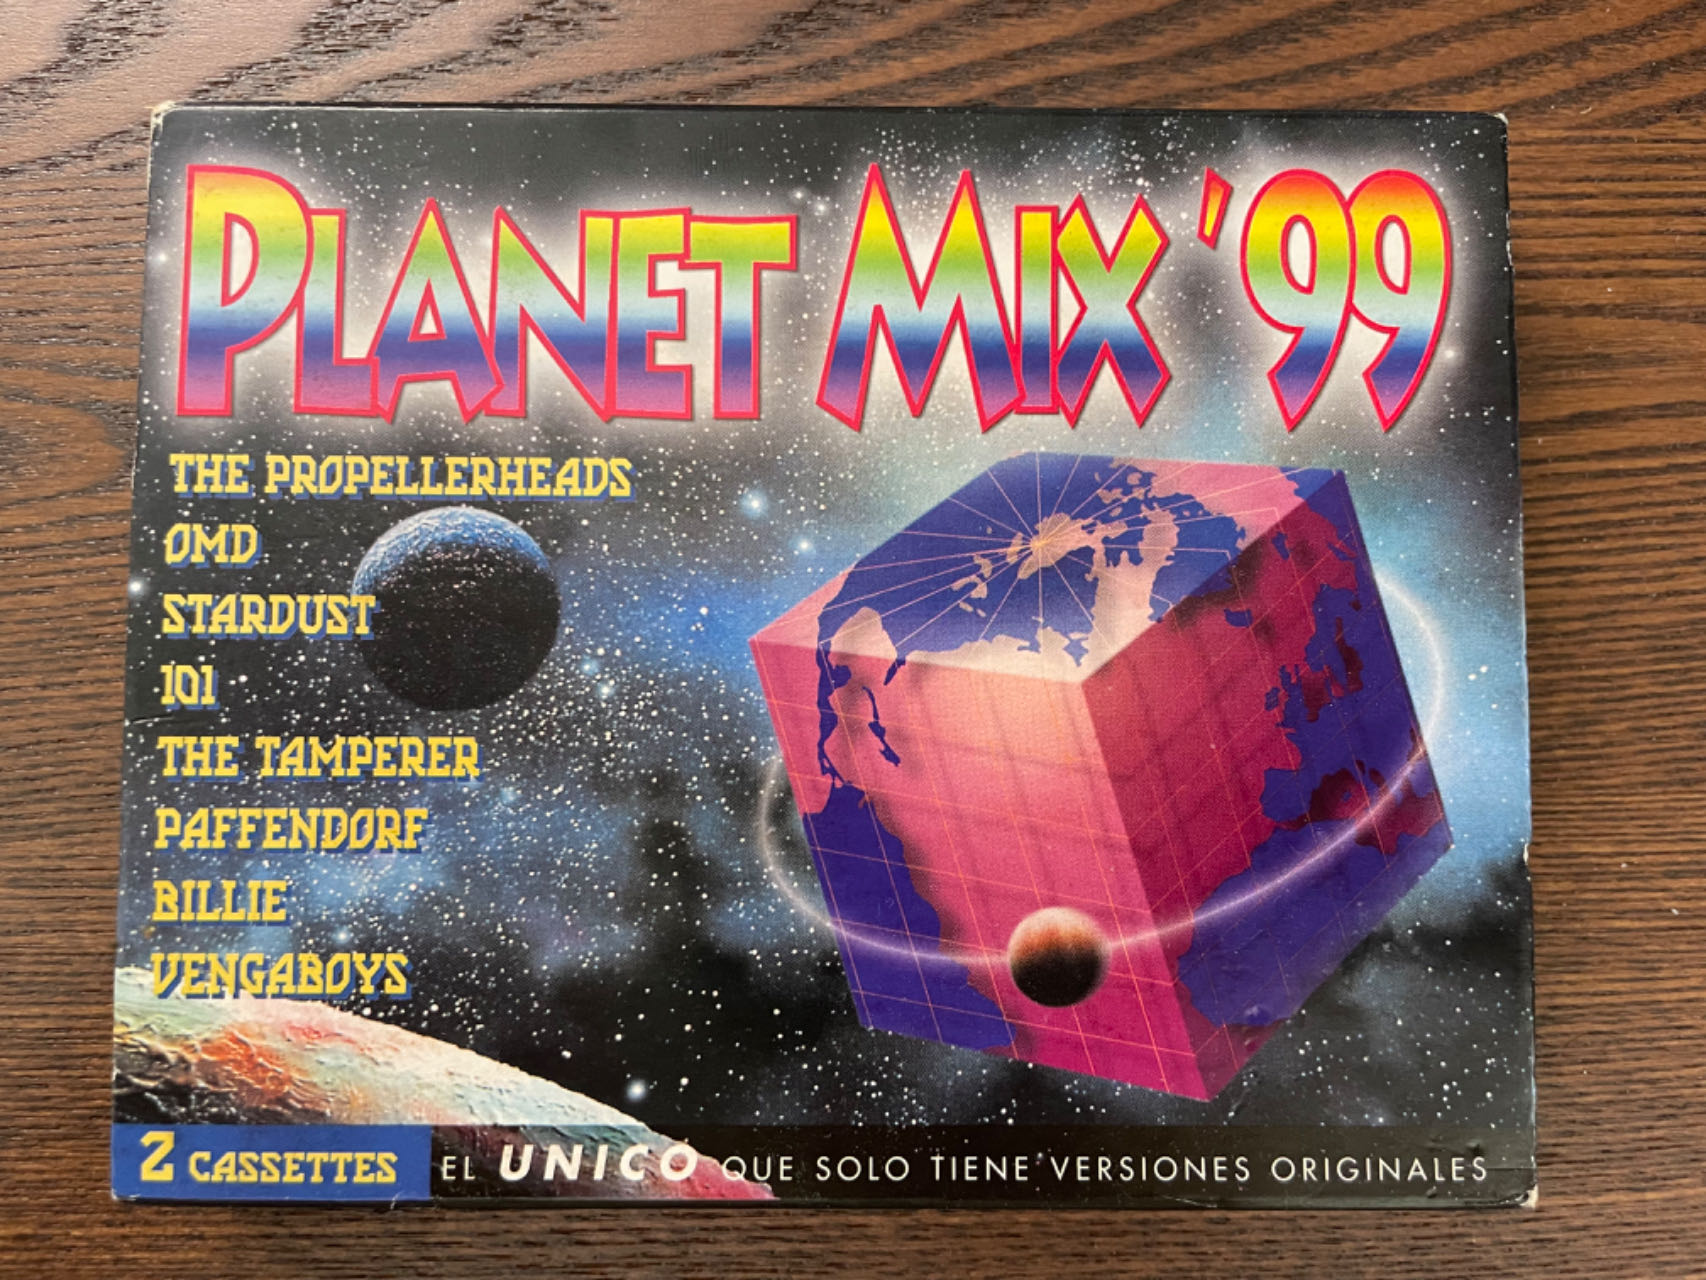 PLANET MIX '99
THE PROPELLERHEADS
OMD
STARDUST
101
THE TAMPERER
PAFFENDORF
BILLIE
VENGABOYS
2 CASSETTES EL UNICO QUE SOLO TIENE VERSIONES ORIGINALES